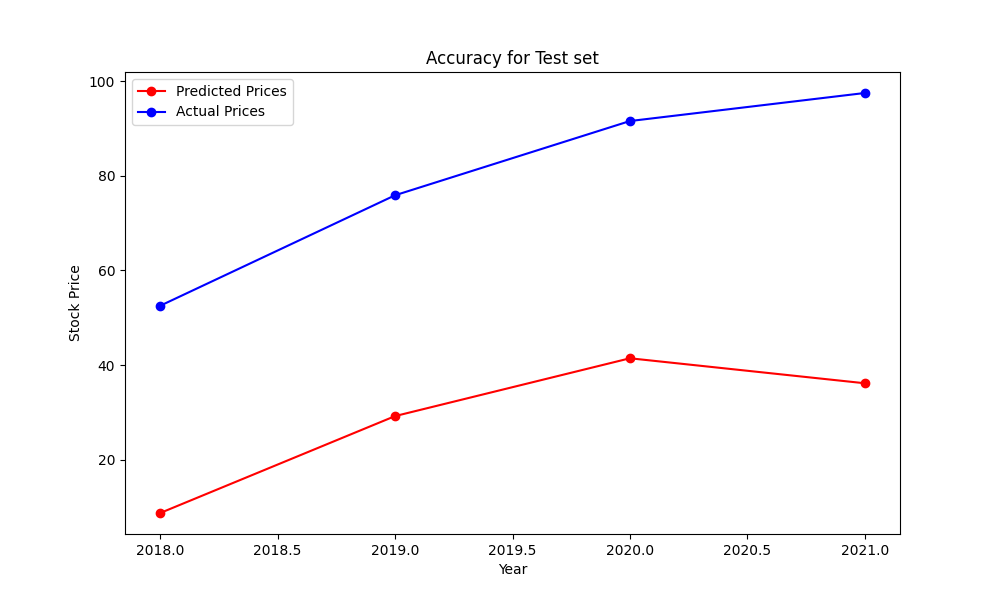 Accuracy for Test set
Predicted Prices
Actual Prices
100
80
60
40
20
Stock Price
2018.0 2018.5 2019.0 2019.5 2020.0 2020.5 2021.0
Year